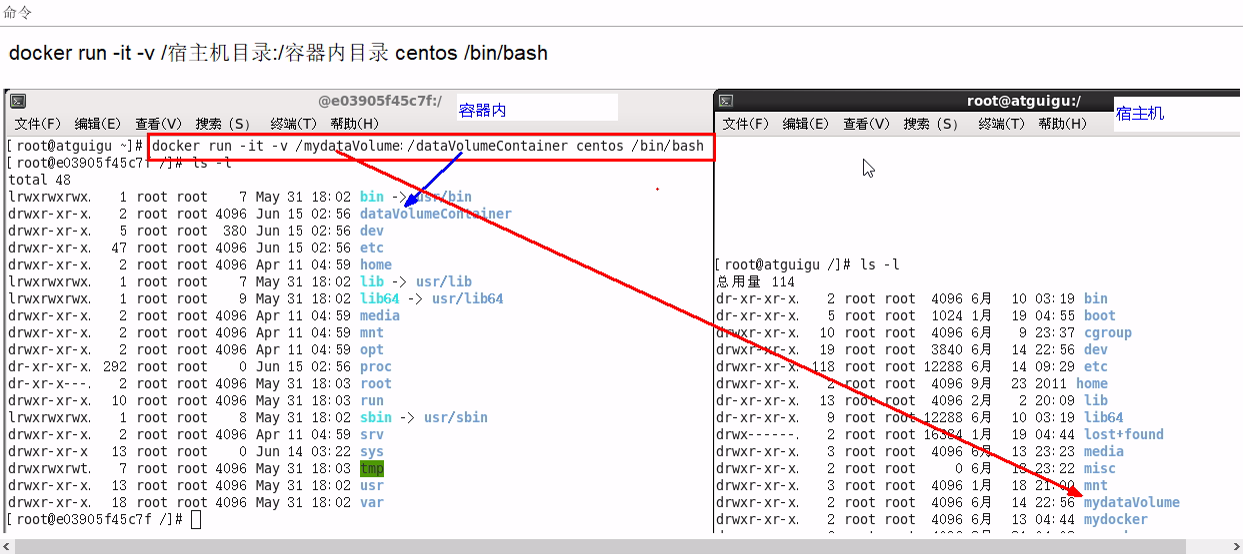 命令
docker run -it -v /宿主机目录:/容器内目录 centos /bin/bash
@e03905f45c7f:/
容器内
文件(F) 编辑(E) 查看(V) 搜索 (S) 终端(T) 帮助(H)
[root@atguigu ~]# docker run -it -v /mydataVolume:/dataVolumeContainer centos /bin/bash
[root@e03905f45c7f /]# ls -l
total 48
lrwxrwxrwx. 1 root root 7 May 31 18:02 bin -> usr/bin
drwxr-xr-x. 2 root root 4096 Jun 15 02:56 dataVolumeContainer
drwxr-xr-x. 5 root root 380 Jun 15 02:56 dev
drwxr-xr-x. 47 root root 4096 Jun 15 02:56 etc
drwxr-xr-x. 2 root root 4096 Apr 11 04:59 home
lrwxrwxrwx. 1 root root 7 May 31 18:02 lib -> usr/lib
lrwxrwxrwx. 1 root root 9 May 31 18:02 lib64 -> usr/lib64
drwxr-xr-x. 2 root root 4096 Apr 11 04:59 media
drwxr-xr-x. 2 root root 4096 Apr 11 04:59 mnt
drwxr-xr-x. 2 root root 4096 Apr 11 04:59 opt
dr-xr-xr-x. 292 root root 0 Jun 15 02:56 proc
dr-xr-x---. 2 root root 4096 May 31 18:03 root
drwxr-xr-x. 10 root root 4096 May 31 18:03 run
lrwxrwxrwx. 1 root root 8 May 31 18:02 sbin -> usr/sbin
drwxr-xr-x. 2 root root 4096 Apr 11 04:59 srv
dr-xr-xr-x 13 root root 0 Jun 14 03:22 sys
drwxrwxrwt. 7 root root 4096 May 31 18:03 tmp
drwxr-xr-x. 13 root root 4096 May 31 18:02 usr
drwxr-xr-x. 18 root root 4096 May 31 18:02 var
[root@e03905f45c7f /]#
root@atguigu:/
宿主机
文件(F) 编辑(E) 查看(V) 搜索 (S) 终端(T) 帮助(H)
[root@atguigu /]# ls -l
总用量 114
dr-xr-xr-x. 2 root root 4096 6月 10 03:19 bin
dr-xr-xr-x. 5 root root 1024 1月 19 04:55 boot
drwxr-xr-x. 10 root root 4096 6月 9 23:37 cgroup
drwxr-xr-x. 19 root root 3840 6月 14 22:56 dev
drwxr-xr-x. 118 root root 12288 6月 14 09:29 etc
drwxr-xr-x. 2 root root 4096 9月 23 2011 home
dr-xr-xr-x. 13 root root 4096 2月 2 20:09 lib
dr-xr-xr-x. 9 root root 12288 6月 10 03:19 lib64
drwx------. 2 root root 16384 1月 19 04:44 lost+found
drwxr-xr-x. 3 root root 4096 6月 13 23:23 media
drwxr-xr-x. 2 root root 0 6月 13 23:22 misc
drwxr-xr-x. 3 root root 4096 1月 18 21:00 mnt
drwxr-xr-x. 2 root root 4096 6月 14 22:56 mydataVolume
drwxr-xr-x. 2 root root 4096 6月 13 04:44 mydocker